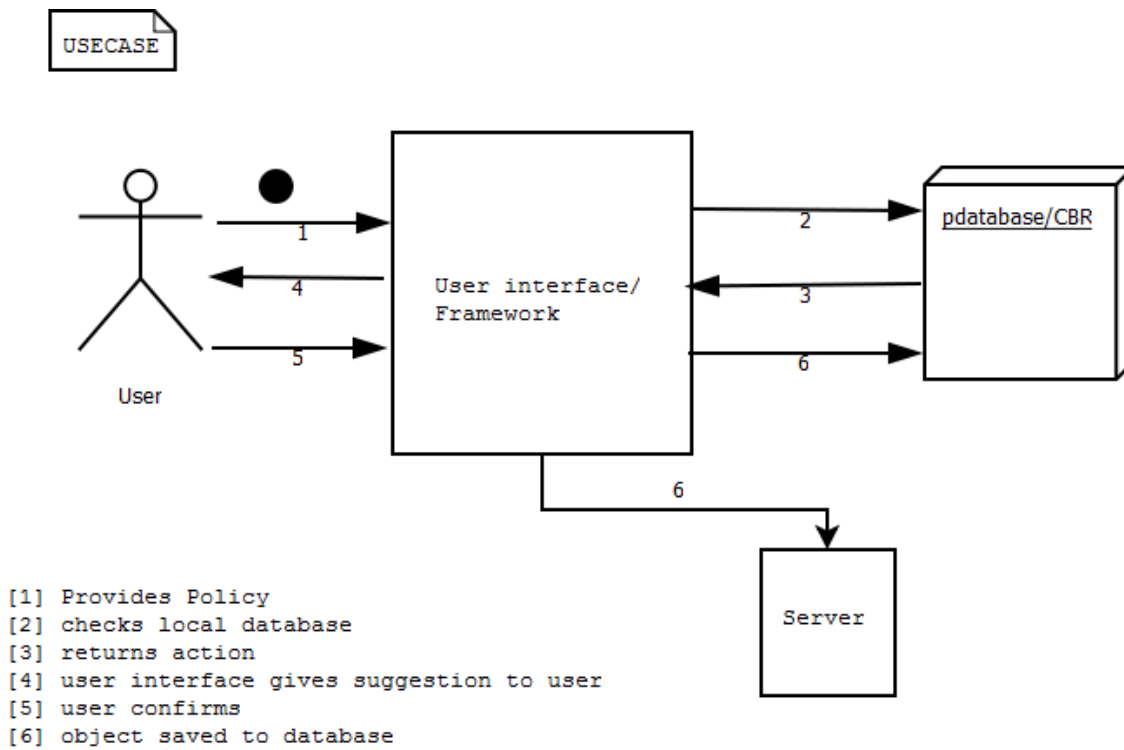 USECASE
1
2
pdatabase/CBR
4
User interface/
Framework
3
5
6
User
6
Server
[1] Provides Policy
[2] checks local database
[3] returns action
[4] user interface gives suggestion to user
[5] user confirms
[6] object saved to database